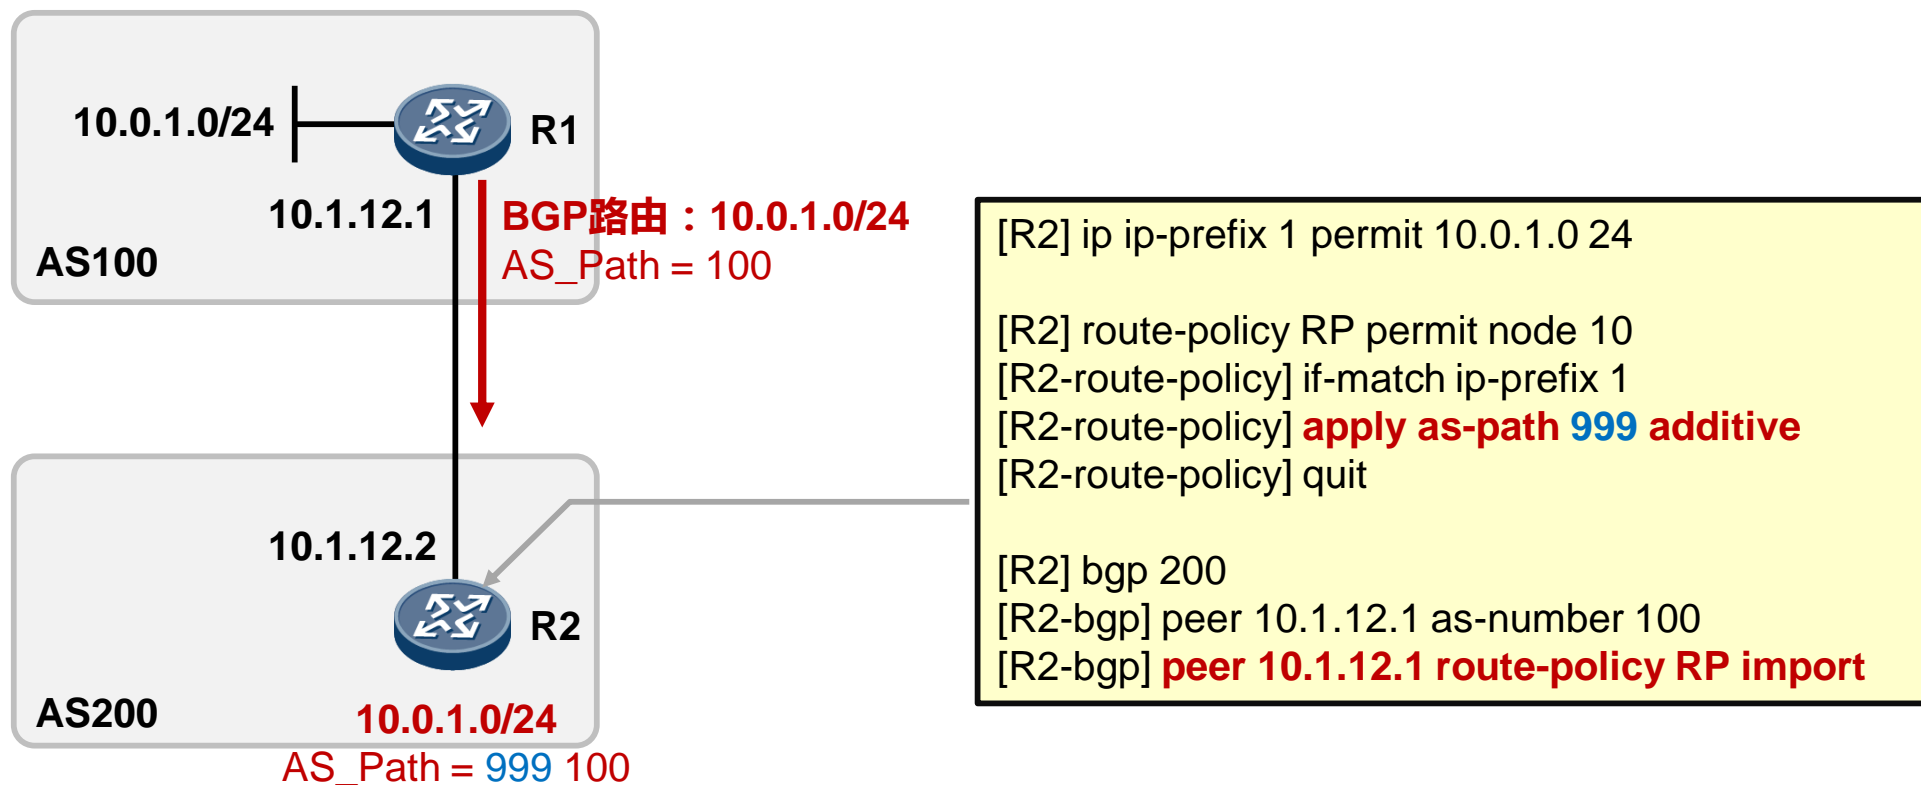 10.0.1.0/24
R1
10.1.12.1
BGP路由：10.0.1.0/24
AS_Path = 100
AS100
10.1.12.2
R2
AS200
10.0.1.0/24
AS_Path = 999 100
[R2] ip ip-prefix 1 permit 10.0.1.0 24
[R2] route-policy RP permit node 10
[R2-route-policy] if-match ip-prefix 1
[R2-route-policy] apply as-path 999 additive
[R2-route-policy] quit
[R2] bgp 200
[R2-bgp] peer 10.1.12.1 as-number 100
[R2-bgp] peer 10.1.12.1 route-policy RP import